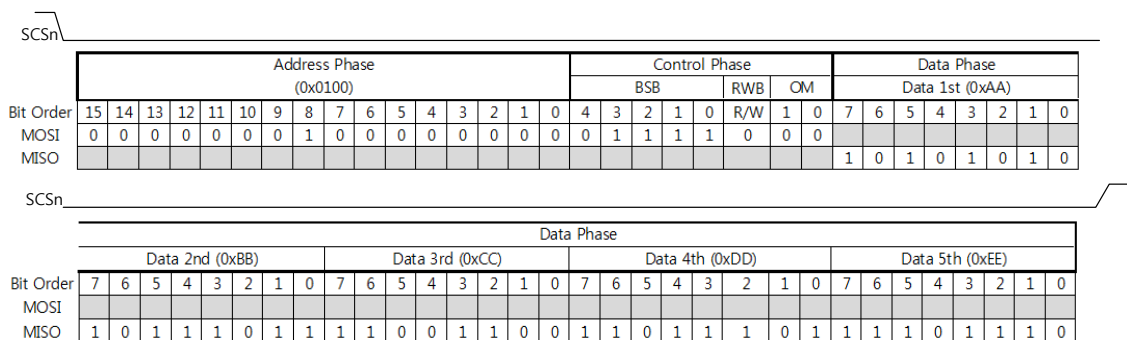 SCSn
Address Phase Control Phase Data Phase
(0x0100) BSB RWB OM Data 1st (0xAA)
Bit Order 15 14 13 12 11 10 9 8 7 6 5 4 3 2 1 0 4 3 2 1 0 R/W 1 0 7 6 5 4 3 2 1 0
MOSI 0 0 0 0 0 0 0 1 0 0 0 0 0 0 0 0 0 1 1 1 1 0 0 0
MISO 1 0 1 0 1 0 1 0
SCSn
Data Phase
Data 2nd (0xBB) Data 3rd (0xCC) Data 4th (0xDD) Data 5th (0xEE)
Bit Order 7 6 5 4 3 2 1 0 7 6 5 4 3 2 1 0 7 6 5 4 3 2 1 0 7 6 5 4 3 2 1 0
MOSI
MISO 1 0 1 1 1 0 1 1 1 1 0 0 1 1 0 0 1 1 0 1 1 1 0 1 1 1 1 0 1 1 1 0